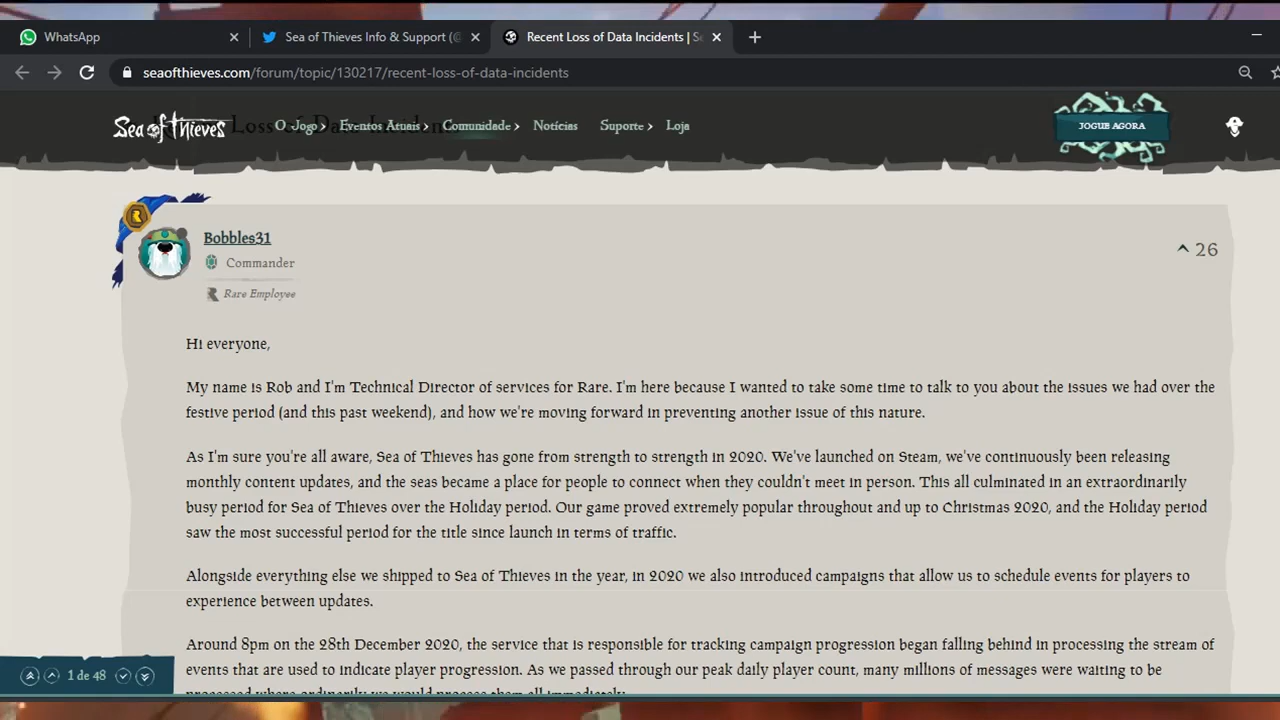 WhatsApp
Sea of Thieves Info & Support (@
Recent Loss of Data Incidents | S
seaofthieves.com/forum/topic/130217/recent-loss-of-data-incidents
Loss of Data Incident
Sea of Thieves
O Jogo
Eventos Atuais
Comunidade
Notícias
Suporte
Loja
JOGUE AGORA
Bobbles31
26
Commander
Rare Employee
Hi everyone,
My name is Rob and I'm Technical Director of services for Rare. I'm here because I wanted to take some time to talk to you about the issues we had over the
festive period (and this past weekend), and how we're moving forward in preventing another issue of this nature.
As I'm sure you're all aware, Sea of Thieves has gone from strength to strength in 2020. We've launched on Steam, we've continuously been releasing
monthly content updates, and the seas became a place for people to connect when they couldn't meet in person. This all culminated in an extraordinarily
busy period for Sea of Thieves over the Holiday period. Our game proved extremely popular throughout and up to Christmas 2020, and the Holiday period
saw the most successful period for the title since launch in terms of traffic.
Alongside everything else we shipped to Sea of Thieves in the year, in 2020 we also introduced campaigns that allow us to schedule events for players to
experience between updates.
Around 8pm on the 28th December 2020, the service that is responsible for tracking campaign progression began falling behind in processing the stream of
events that are used to indicate player progression. As we passed through our peak daily player count, many millions of messages were waiting to be
processed where ordinarily we would process them all immediately.
1 de 48